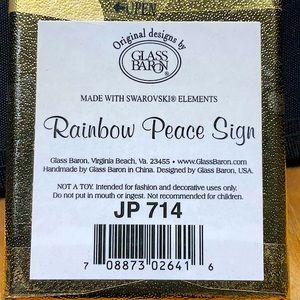 OPEN
Original designs by
GLASS
BARON®
MADE WITH SWAROVSKI® ELEMENTS
Rainbow Peace Sign
Glass Baron, Virginia Beach, Va. 23455 • www.GlassBaron.com
Handmade by Glass Baron in China. Designed by Glass Baron, USA.
NOT A TOY. Intended for fashion and decorative uses only.
Do not put in mouth or ingest. Not recommended for children.
JP 714
7 08873 02641 6